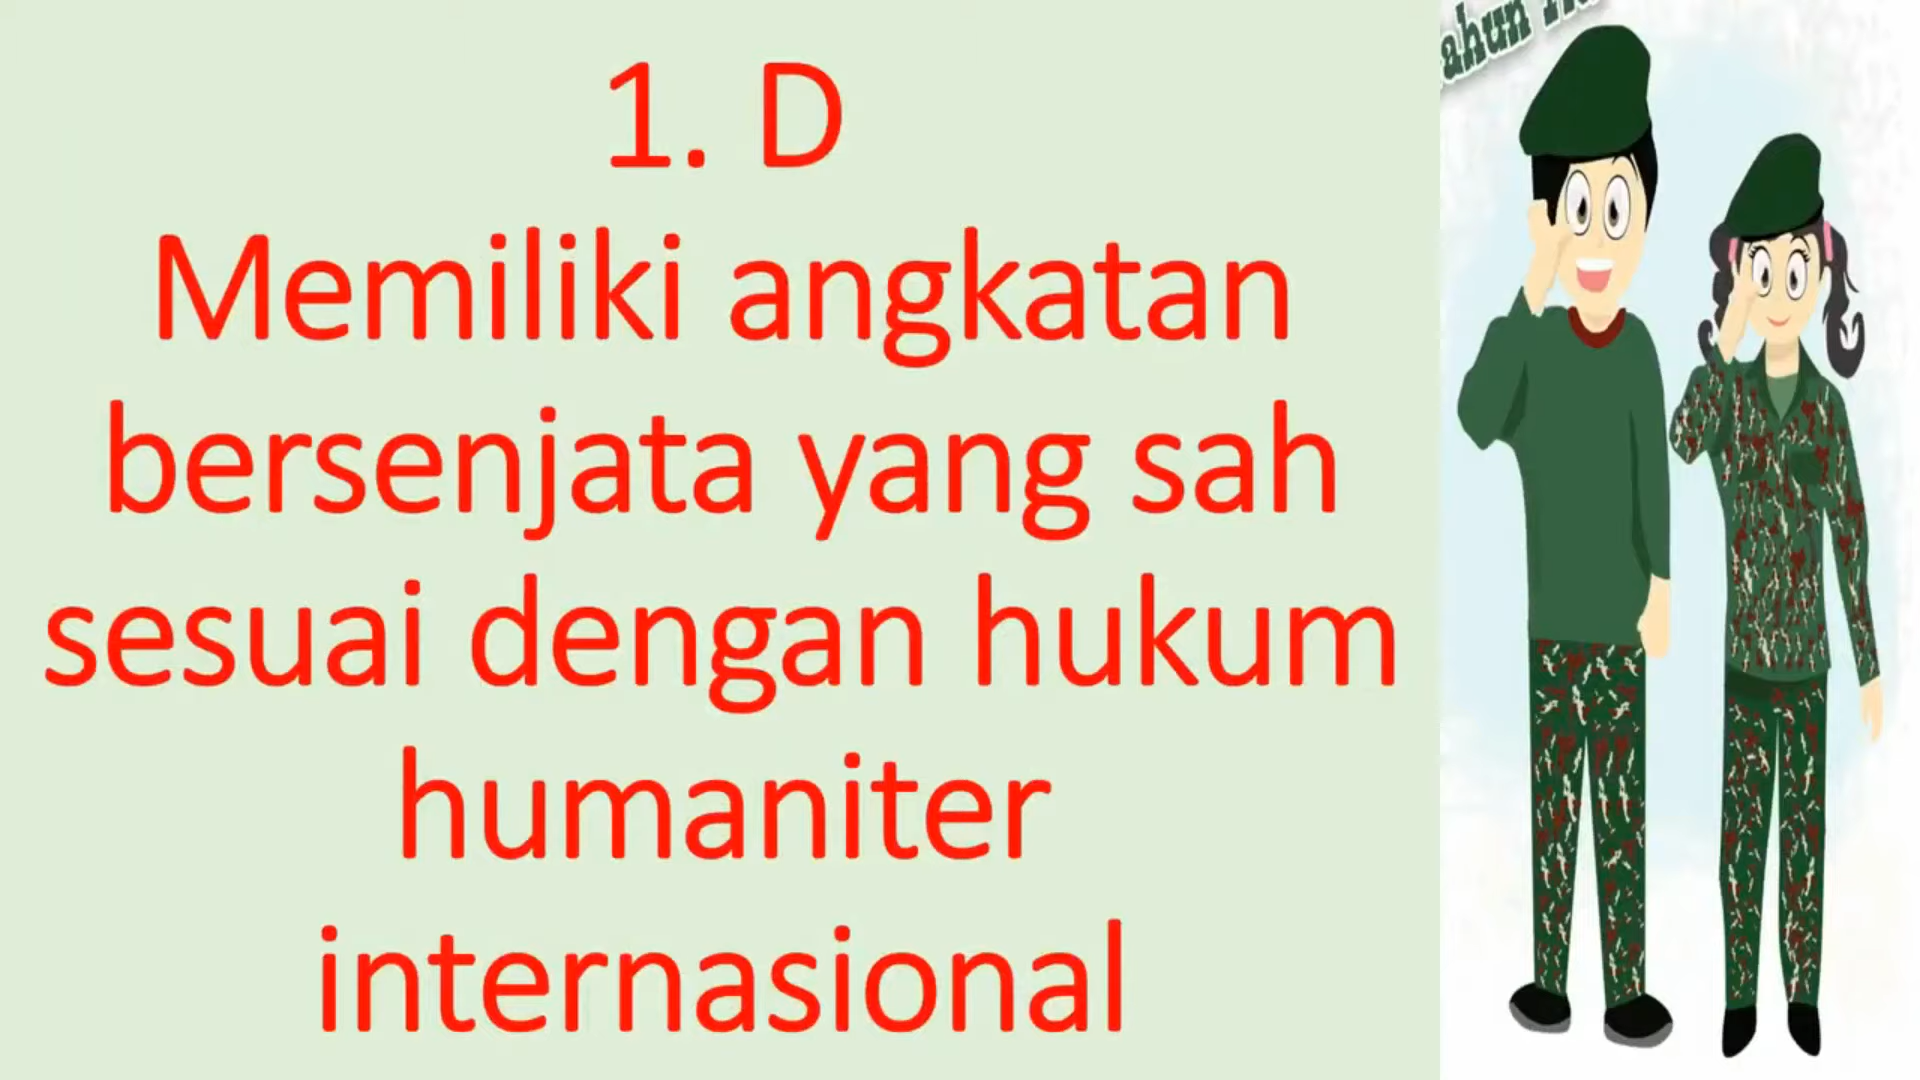 1. D
Memiliki angkatan
bersenjata yang sah
sesuai dengan hukum
humaniter
internasional